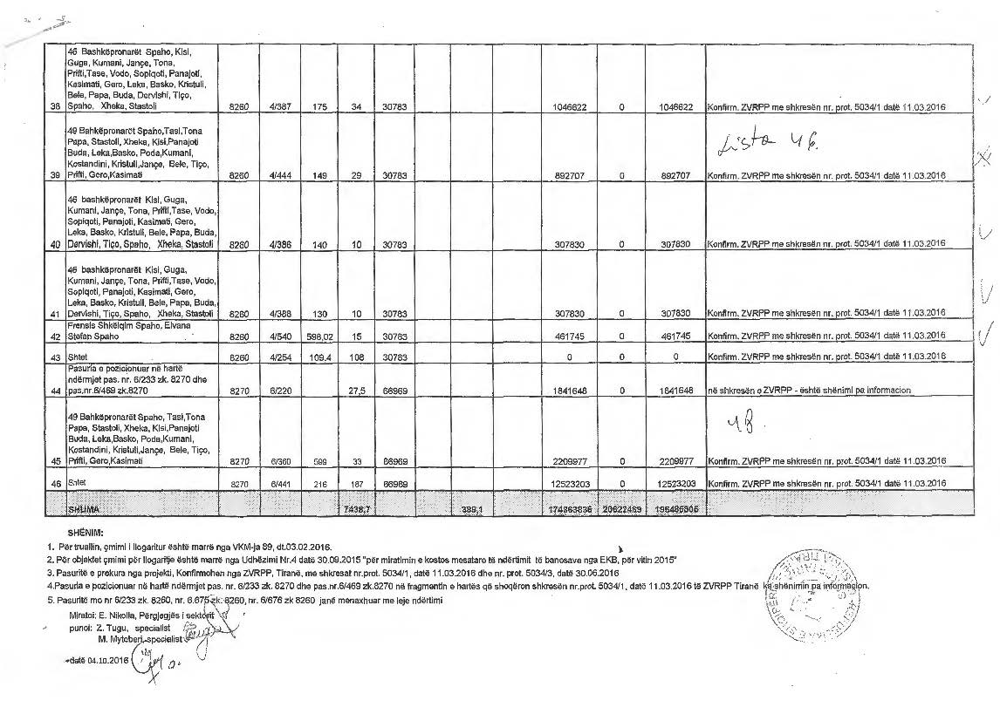 46 Bashkëpronarët Spaho, Kisi,
Guga, Kumani, Jançe, Tona,
Prifti,Tase, Vodo, Sopiqoti, Panajoti,
Kasimati, Gero, Leka, Basko, Kristuli,
Bele, Papa, Buda, Dervishi, Tiço,
38 Spaho, Xheka, Stastoli 8260 4/387 175 34 30783 1046622 0 1046622 Konfirm. ZVRPP me shkresën nr. prot. 5034/1 datë 11.03.2016
49 Bahkëpronarët Spaho,Tasi,Tona
Papa, Stastoli, Xheka, Kisi,Panajoti
Buda, Leka,Basko, Poda,Kumani,
Kostandini, Kristuli,Jançe, Bele, Tiço,
Lista 46.
39 Prifti, Gero,Kasimati 8260 4/444 149 29 30783 892707 0 892707 Konfirm. ZVRPP me shkresën nr. prot. 5034/1 datë 11.03.2016
46 bashkëpronarët Kisi, Guga,
Kumani, Jançe, Tona, Prifti,Tase, Vodo,
Sopiqoti, Panajoti, Kasimati, Gero,
Leka, Basko, Kristuli, Bele, Papa, Buda,
40 Dervishi, Tiço, Spaho, Xheka, Stastoli 8260 4/386 140 10 30783 307830 0 307830 Konfirm. ZVRPP me shkresën nr. prot. 5034/1 datë 11.03.2016
46 bashkëpronarët Kisi, Guga,
Kumani, Jançe, Tona, Prifti,Tase, Vodo,
Sopiqoti, Panajoti, Kasimati, Gero,
Leka, Basko, Kristuli, Bele, Papa, Buda,
41 Dervishi, Tiço, Spaho, Xheka, Stastoli 8260 4/388 130 10 30783 307830 0 307830 Konfirm. ZVRPP me shkresën nr. prot. 5034/1 datë 11.03.2016
Frensis Shkëlqim Spaho, Elvana
42 Stefan Spaho 8260 4/540 598,02 15 30783 461745 0 461745 Konfirm. ZVRPP me shkresën nr. prot. 5034/1 datë 11.03.2016
43 Shtet 8260 4/254 109.4 108 30783 0 0 0 Konfirm. ZVRPP me shkresën nr. prot. 5034/1 datë 11.03.2016
Pasuria e pozicionuar në hartë
ndërmjet pas. nr. 6/233 zk. 8270 dhe
44 pas.nr.6/469 zk.8270 8270 6/220 27,5 66969 1841648 0 1841648 në shkresën e ZVRPP - është shënimi pa informacion
49 Bahkëpronarët Spaho, Tasi,Tona
Papa, Stastoli, Xheka, Kisi,Panajoti
Buda, Leka,Basko, Poda,Kumani,
Kostandini, Kristuli,Jançe, Bele, Tiço,
45 Prifti, Gero,Kasimati 8270 6/360 599 33 66969 2209977 0 2209977 Konfirm. ZVRPP me shkresën nr. prot. 5034/1 datë 11.03.2016
46 Shtet 8270 6/441 216 187 66969 12523203 0 12523203 Konfirm. ZVRPP me shkresën nr. prot. 5034/1 datë 11.03.2016
SHUMA 7438,7 389,1
SHËNIM:
1. Për truallin, çmimi i llogaritur është marrë nga VKM-ja 89, dt.03.02.2016.
2. Për objektet çmimi për llogaritje është marrë nga Udhëzimi Nr.4 datë 30.09.2015 "për miratimin e kostos mesatare të ndërtimit të banesave nga EKB, për vitin 2015"
3. Pasuritë e prekura nga projekti, Konfirmohen nga ZVRPP, Tiranë, me shkresat nr.prot. 5034/1, datë 11.03.2016 dhe nr. prot. 5034/3, datë 30.06.2016
4.Pasuria e pozicionuar në hartë ndërmjet pas. nr. 6/233 zk. 8270 dhe pas.nr.6/469 zk.8270 në fragmentin e hartës që shoqëron shkresën nr.prot. 5034/1, datë 11.03.2016 të ZVRPP Tiranë ka shënimin pa informacion.
5. Pasuritë me nr 6/233 zk. 8260, nr. 6.675 zk. 8260, nr. 6/676 zk 8260 janë menaxhuar me leje ndërtimi
Miratoi: E. Nikolla, Përgjegjës i sektorit
punoi: Z. Tugu, specialist
M. Myteberi, specialist
datë 04.10.2016